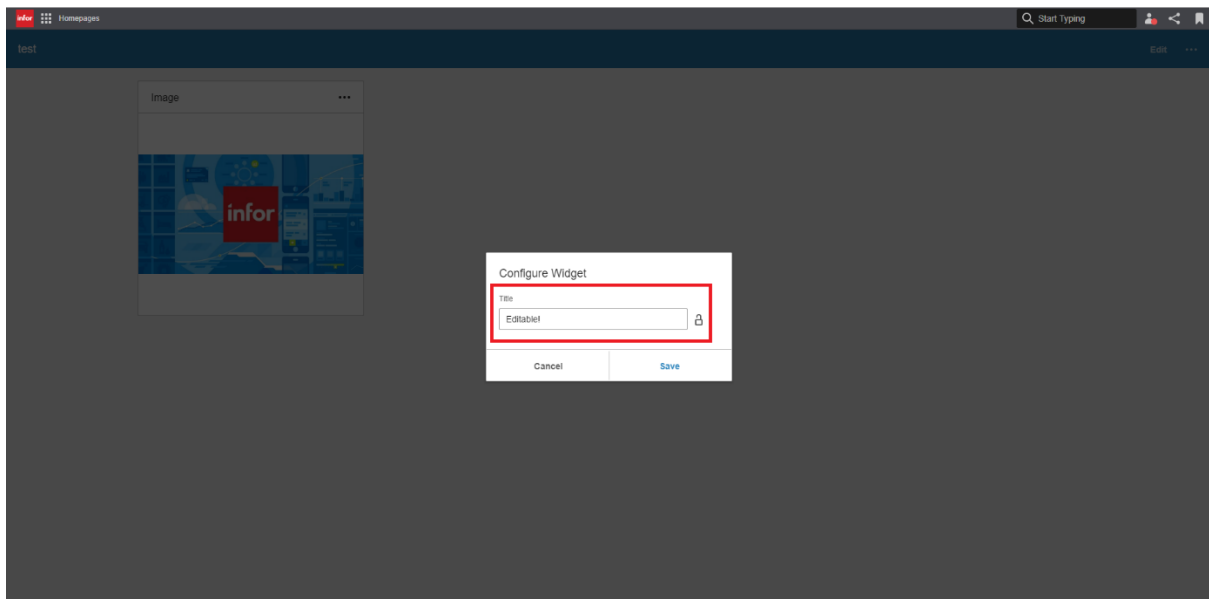 infor Homepages Start Typing
test Edit
Image
infor
Configure Widget
Title
Editable!
Cancel Save